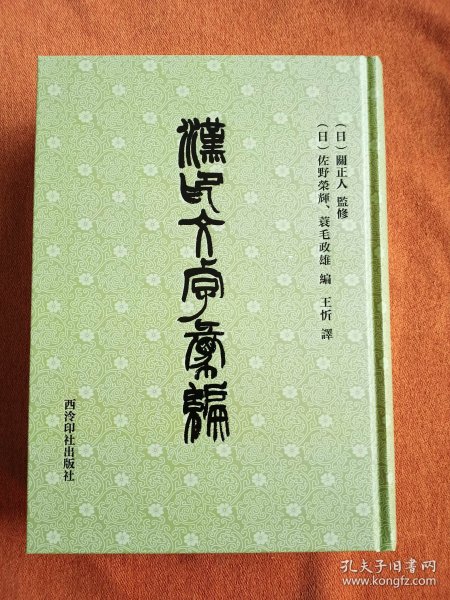 （日）關正人 監修
（日）佐野榮輝、蓑毛政雄 編 王忻 譯
漢印文字彙編
西泠印社出版社
孔夫子旧书网
www.kongfz.com